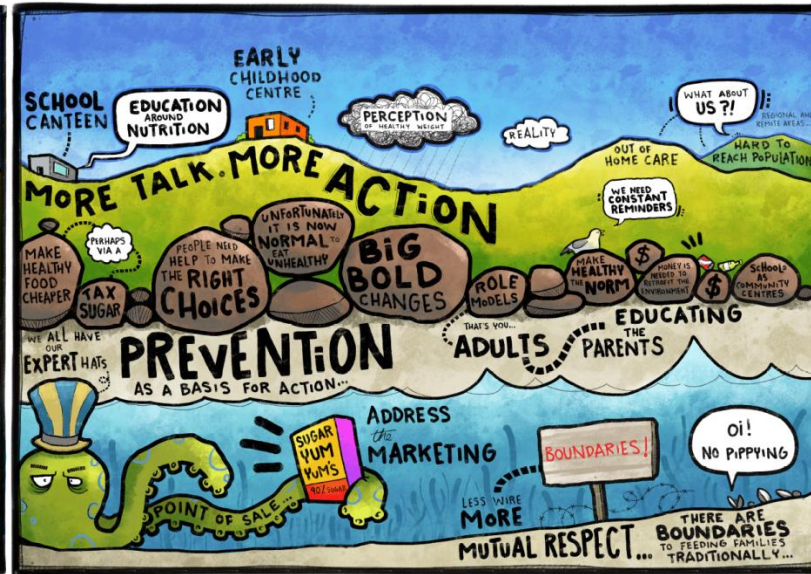 EARLY
CHILDHOOD
CENTRE
SCHOOL
CANTEEN
EDUCATION
AROUND
NUTRITION
PERCEPTION
OF HEALTHY WEIGHT
REALITY
WHAT ABOUT
US ?!
REGIONAL AND
REMOTE AREAS...
OUT OF
HOME CARE
HARD TO
REACH POPULATION
MORE TALK. MORE ACTION
WE NEED
CONSTANT
REMINDERS
MAKE
HEALTHY
FOOD
CHEAPER
PERHAPS
VIA A
TAX
SUGAR
PEOPLE NEED
HELP TO MAKE
THE RIGHT
CHOICES
UNFORTUNATELY
IT IS NOW
NORMAL TO
EAT
UNHEALTHY
BIG
BOLD
CHANGES
ROLE
MODELS
MAKE
HEALTHY
THE NORM
$
MONEY IS
NEEDED TO
RETROFIT THE
ENVIRONMENT
$
SCHOOLS
AS
COMMUNITY
CENTRES
WE ALL HAVE
OUR
EXPERT HATS
PREVENTION
AS A BASIS FOR ACTION...
THAT'S YOU...
ADULTS
EDUCATING
THE
PARENTS
SUGAR
YUM
YUM'S
90% SUGAR
POINT OF SALE...
ADDRESS
the
MARKETING
BOUNDARIES!
LESS WIRE
MORE
MUTUAL RESPECT...
Oi!
NO PIPPYING
THERE ARE
BOUNDARIES
TO FEEDING FAMILIES
TRADITIONALLY...